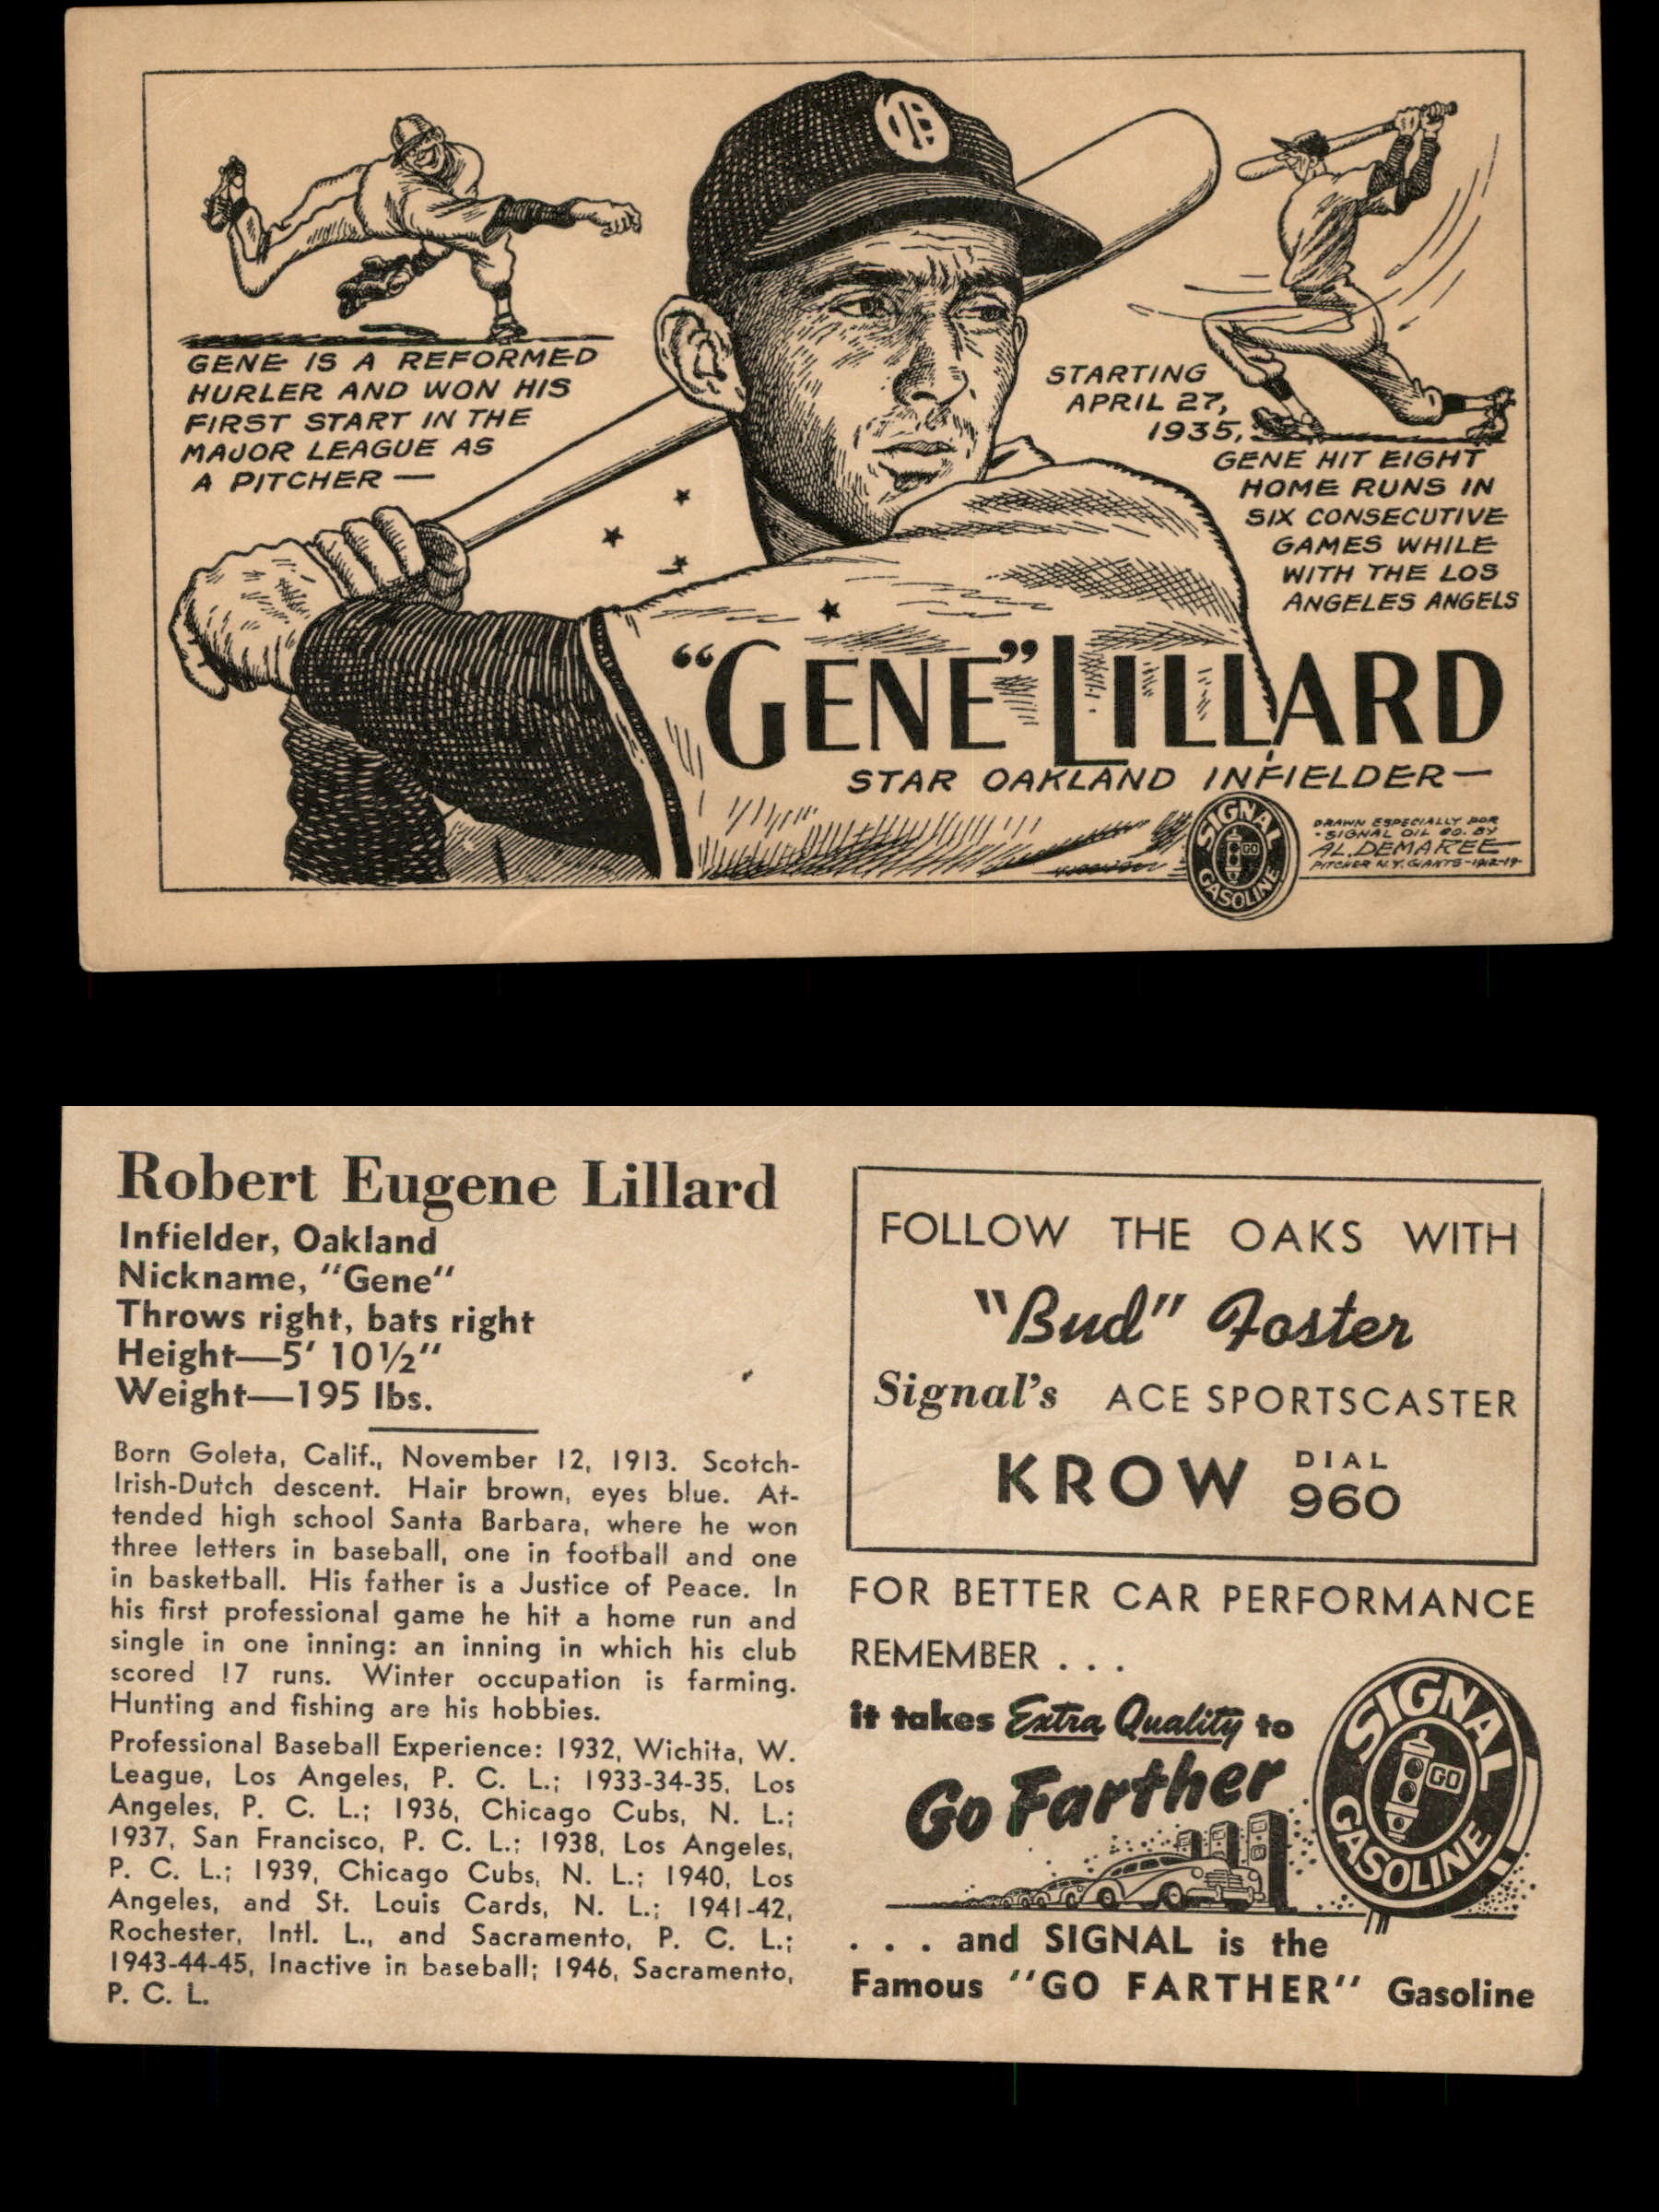 GENE IS A REFORMED
HURLER AND WON HIS
FIRST START IN THE
MAJOR LEAGUE AS
A PITCHER —
STARTING
APRIL 27,
1935,
GENE HIT EIGHT
HOME RUNS IN
SIX CONSECUTIVE
GAMES WHILE
WITH THE LOS
ANGELES ANGELS
"GENE" LILLARD
STAR OAKLAND INFIELDER—
SIGNAL
GO
GASOLINE
DRAWN ESPECIALLY FOR
SIGNAL OIL CO. BY
AL. DEMAREE
PITCHER N.Y. GIANTS-1912-19-
Robert Eugene Lillard
Infielder, Oakland
Nickname, "Gene"
Throws right, bats right
Height—5' 10½"
Weight—195 lbs.
Born Goleta, Calif., November 12, 1913. Scotch-
Irish-Dutch descent. Hair brown, eyes blue. At-
tended high school Santa Barbara, where he won
three letters in baseball, one in football and one
in basketball. His father is a Justice of Peace. In
his first professional game he hit a home run and
single in one inning: an inning in which his club
scored 17 runs. Winter occupation is farming.
Hunting and fishing are his hobbies.
Professional Baseball Experience: 1932, Wichita, W.
League, Los Angeles, P. C. L.; 1933-34-35, Los
Angeles, P. C. L.; 1936, Chicago Cubs, N. L.;
1937, San Francisco, P. C. L.; 1938, Los Angeles,
P. C. L.; 1939, Chicago Cubs, N. L.; 1940, Los
Angeles, and St. Louis Cards, N. L.; 1941-42,
Rochester, Intl. L., and Sacramento, P. C. L.;
1943-44-45, Inactive in baseball; 1946, Sacramento,
P. C. L.
FOLLOW THE OAKS WITH
"Bud" Foster
Signal's ACE SPORTSCASTER
KROW DIAL 960
FOR BETTER CAR PERFORMANCE
REMEMBER . . .
it takes Extra Quality to
Go Farther
SIGNAL
GO
GASOLINE
. . . and SIGNAL is the
Famous "GO FARTHER" Gasoline